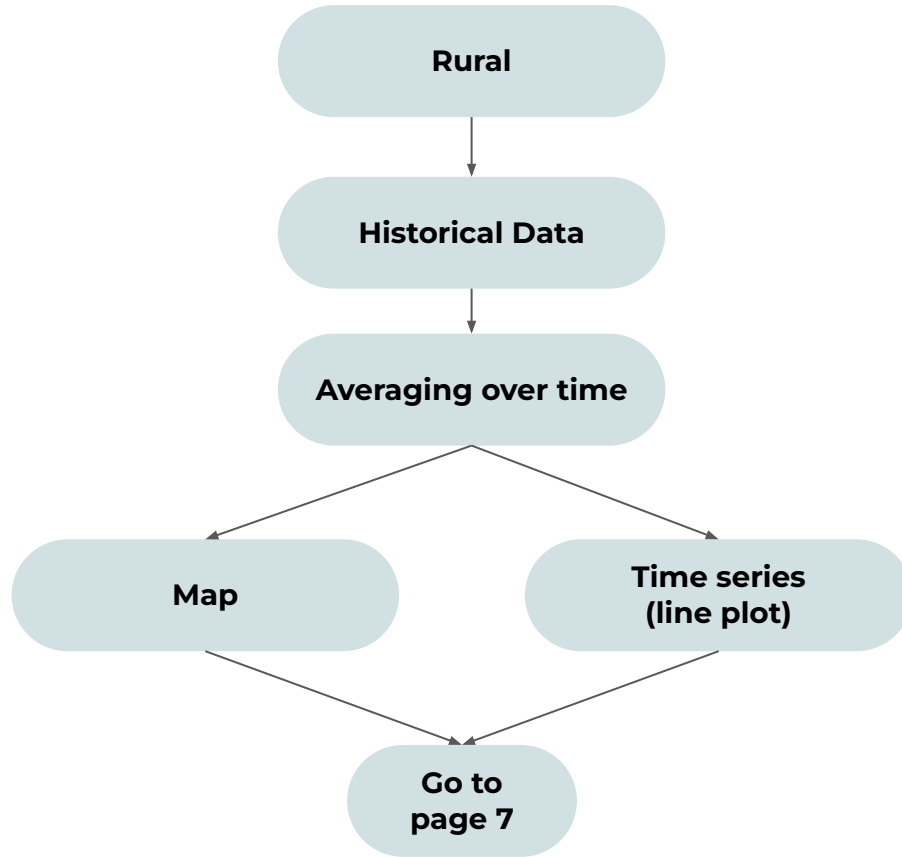 Rural
Historical Data
Averaging over time
Map
Time series
(line plot)
Go to
page 7